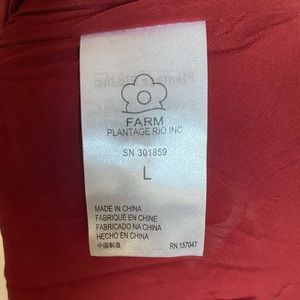 FARM
PLANTAGE RIO INC
SN 301859
L
MADE IN CHINA
FABRIQUÉ EN CHINE
FABRICADO NA CHINA
HECHO EN CHINA
中国制造
RN 157047